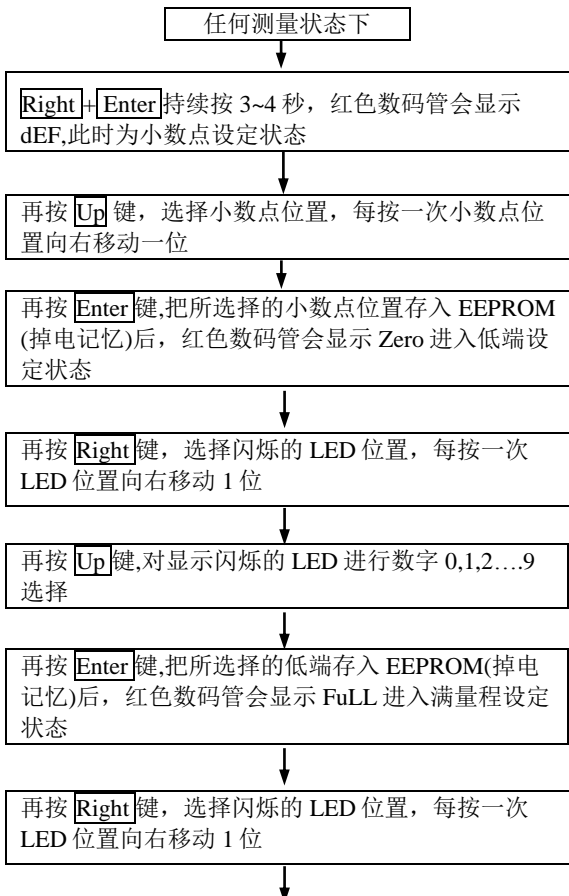 任何测量状态下
Right + Enter 持续按 3~4 秒，红色数码管会显示
dEF,此时为小数点设定状态
再按 Up 键，选择小数点位置，每按一次小数点位
置向右移动一位
再按 Enter 键,把所选择的小数点位置存入 EEPROM
(掉电记忆)后，红色数码管会显示 Zero 进入低端设
定状态
再按 Right 键，选择闪烁的 LED 位置，每按一次
LED 位置向右移动 1 位
再按 Up 键,对显示闪烁的 LED 进行数字 0,1,2….9
选择
再按 Enter 键,把所选择的低端存入 EEPROM(掉电
记忆)后，红色数码管会显示 FuLL 进入满量程设定
状态
再按 Right 键，选择闪烁的 LED 位置，每按一次
LED 位置向右移动 1 位